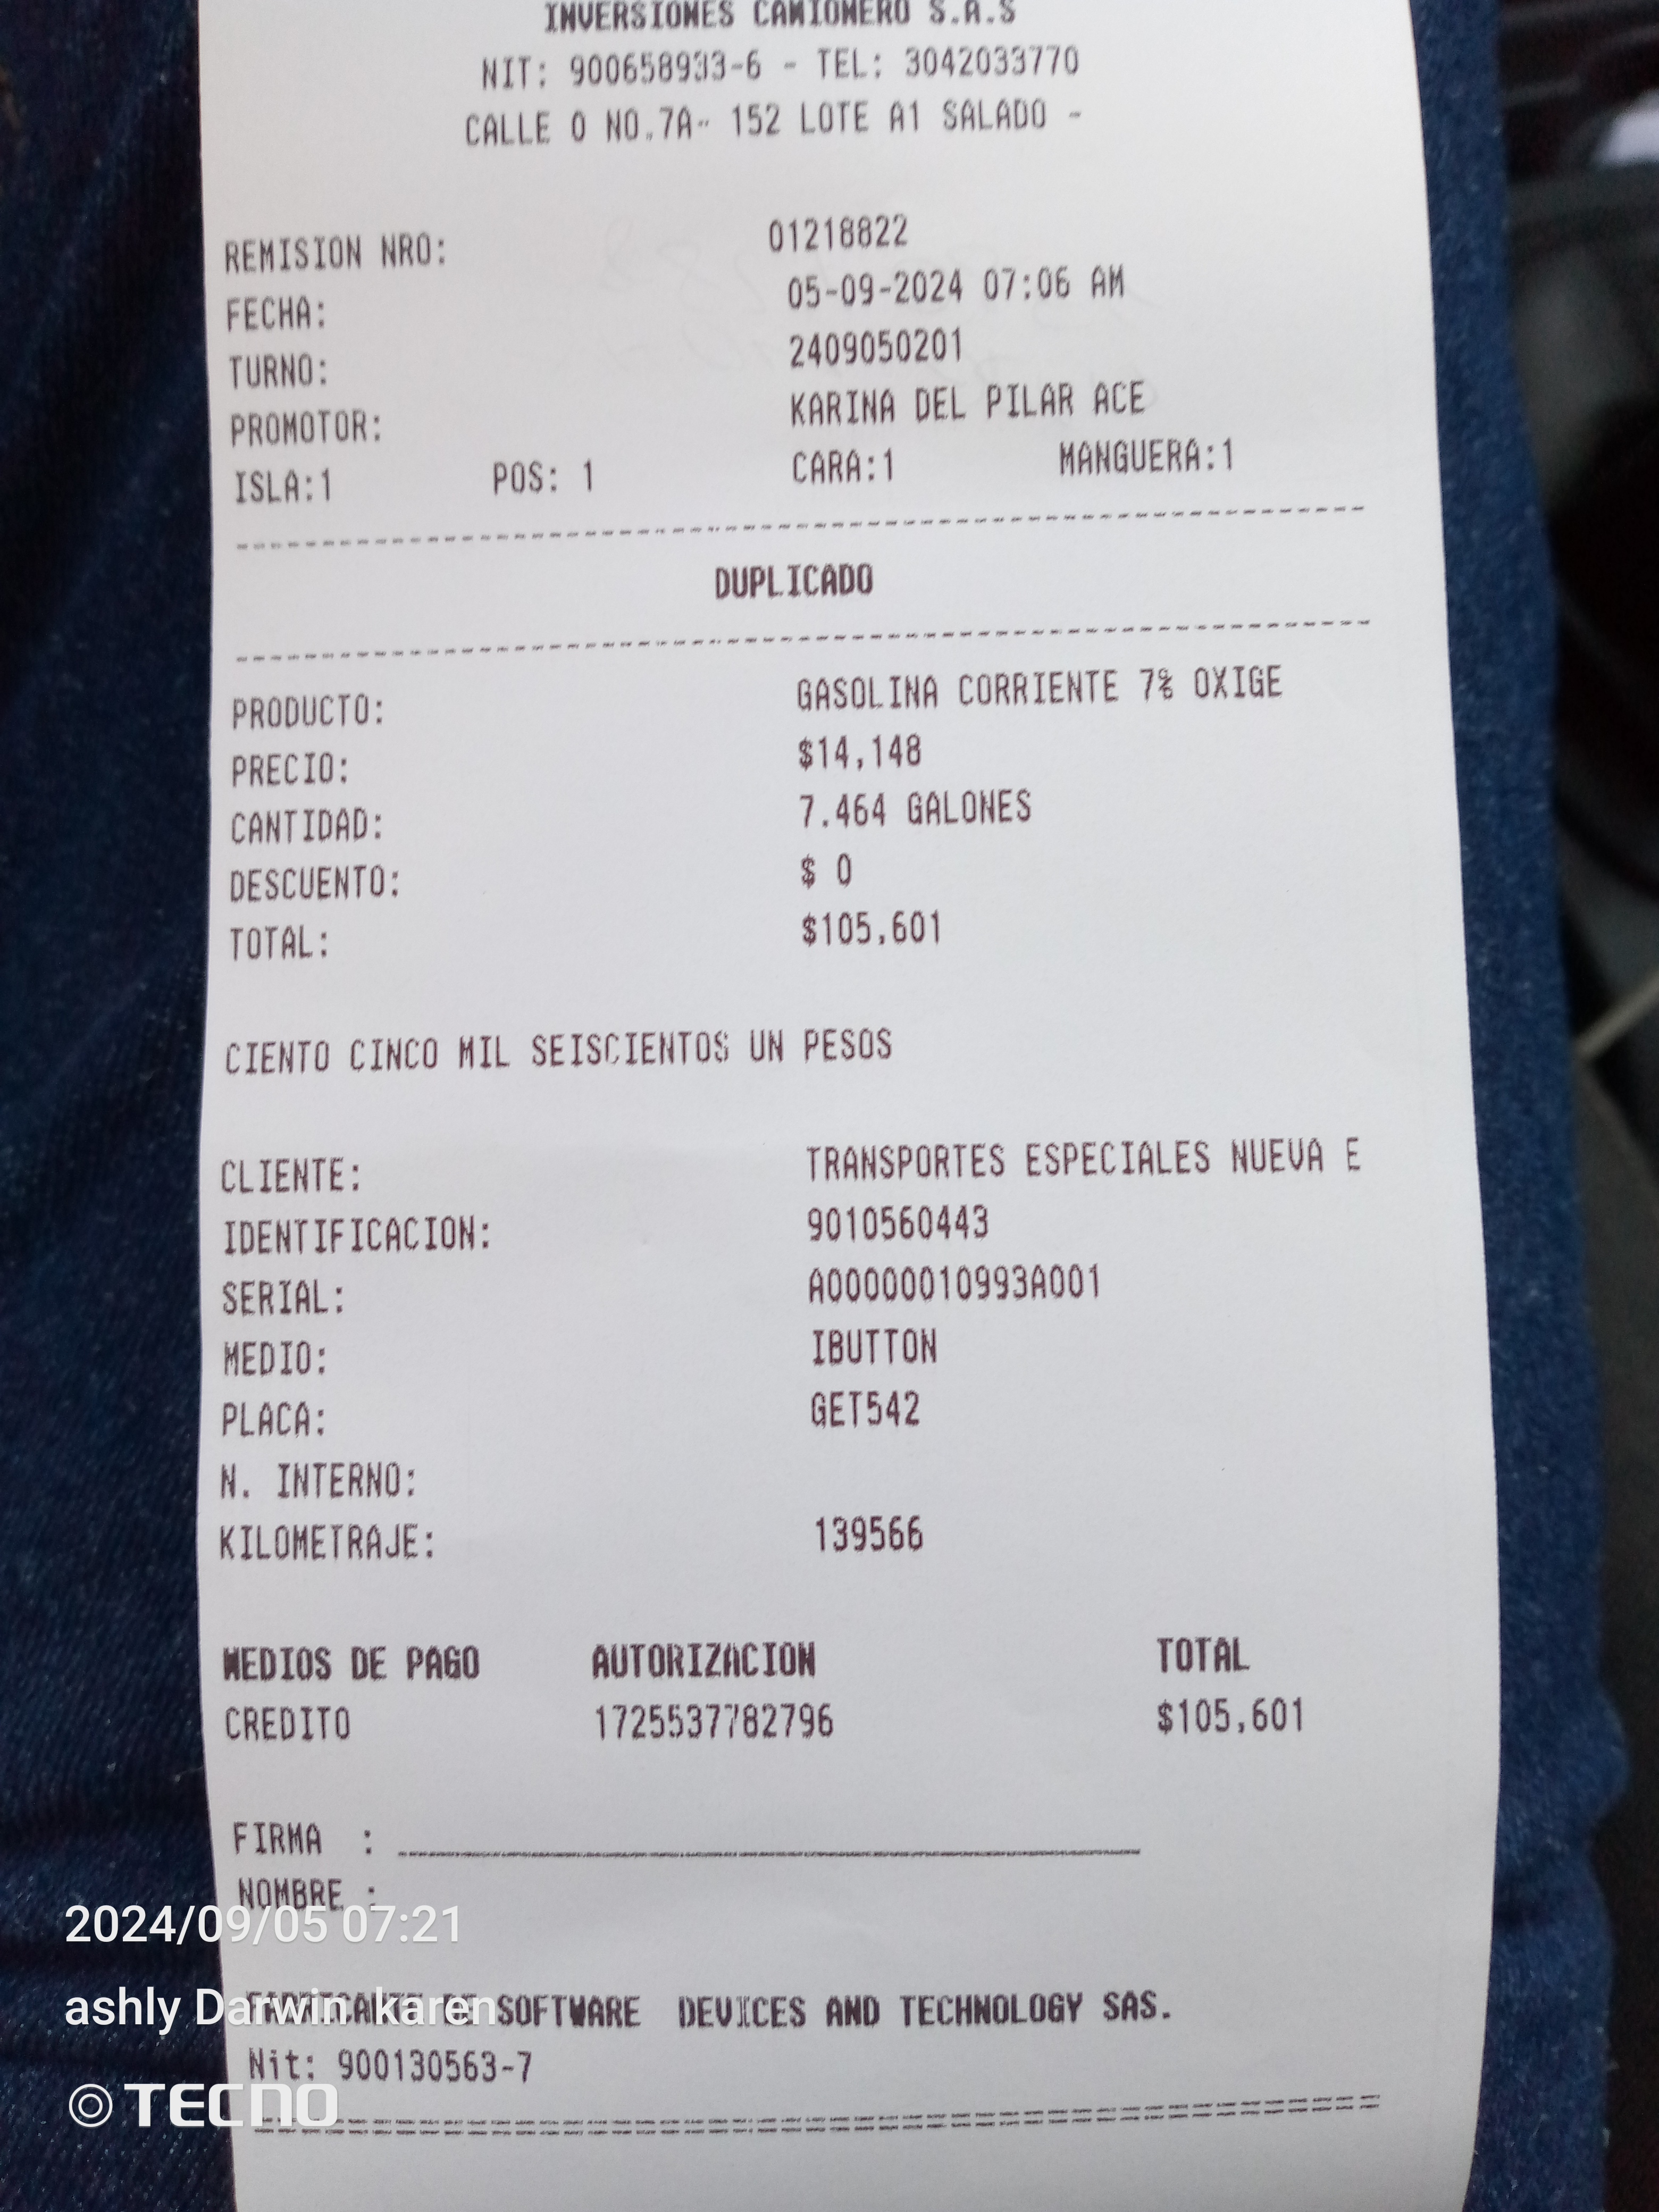 INVERSIONES CAMIONERO S.A.S
NIT: 900658933-6 - TEL: 3042033770
CALLE 0 NO.7A- 152 LOTE A1 SALADO -
REMISION NRO: 01218822
FECHA: 05-09-2024 07:06 AM
TURNO: 2409050201
PROMOTOR: KARINA DEL PILAR ACE
ISLA:1 POS: 1 CARA:1 MANGUERA:1
DUPLICADO
PRODUCTO: GASOLINA CORRIENTE 7% OXIGE
PRECIO: $14,148
CANTIDAD: 7.464 GALONES
DESCUENTO: $ 0
TOTAL: $105,601
CIENTO CINCO MIL SEISCIENTOS UN PESOS
CLIENTE: TRANSPORTES ESPECIALES NUEVA E
IDENTIFICACION: 9010560443
SERIAL: A00000010993A001
MEDIO: IBUTTON
PLACA: GET542
N. INTERNO:
KILOMETRAJE: 139566
MEDIOS DE PAGO AUTORIZACION TOTAL
CREDITO 1725537782796 $105,601
FIRMA :
NOMBRE :
2024/09/05 07:21
ashly Darwin karen
FABRICANTE DE SOFTWARE DEVICES AND TECHNOLOGY SAS.
Nit: 900130563-7
TECNO